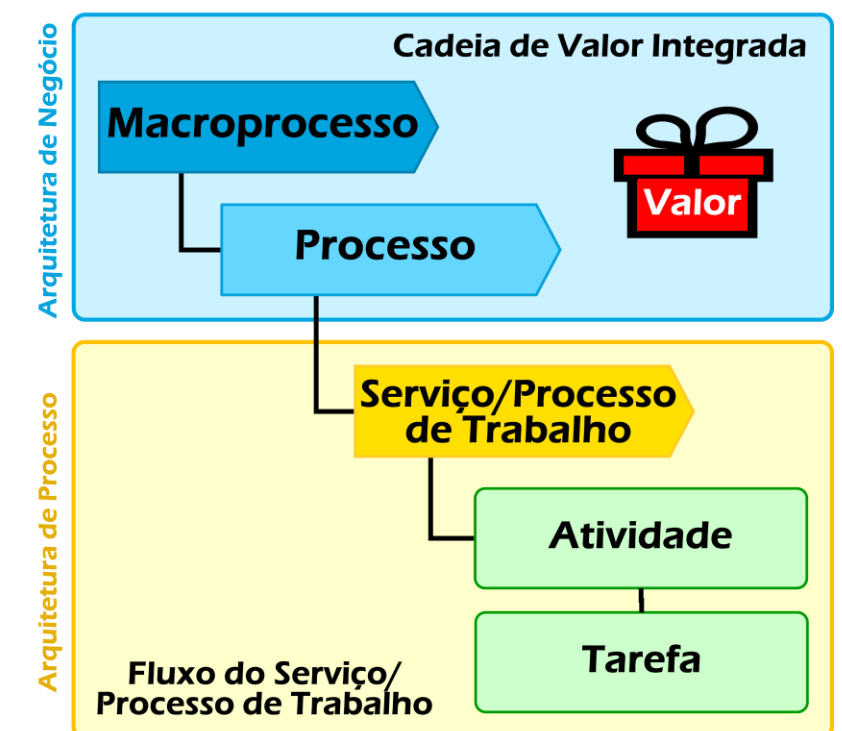 Arquitetura de Negócio
Cadeia de Valor Integrada
Macroprocesso
Valor
Processo
Arquitetura de Processo
Serviço/Processo
de Trabalho
Atividade
Tarefa
Fluxo do Serviço/
Processo de Trabalho